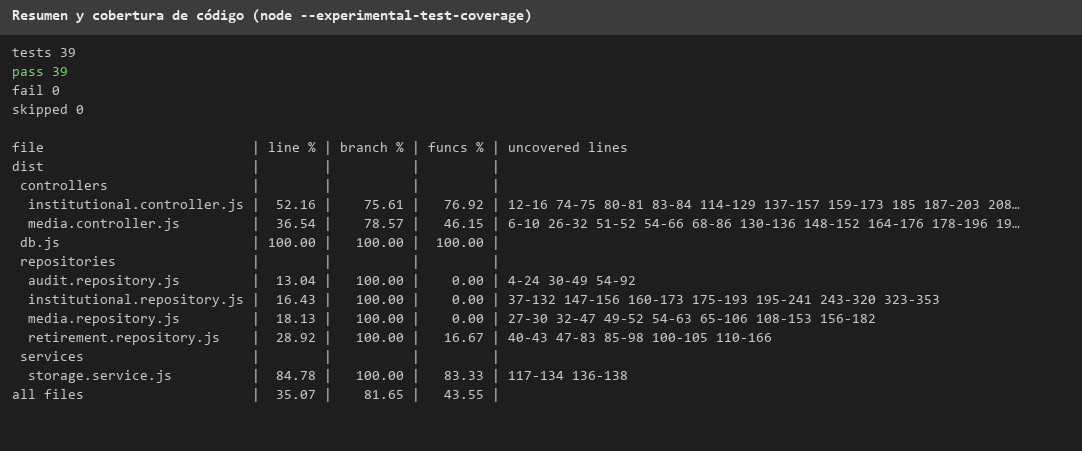 Resumen y cobertura de código (node --experimental-test-coverage)
tests 39
pass 39
fail 0
skipped 0
file | line % | branch % | funcs % | uncovered lines
dist | | | |
controllers | | | |
institutional.controller.js | 52.16 | 75.61 | 76.92 | 12-16 74-75 80-81 83-84 114-129 137-157 159-173 185 187-203 208…
media.controller.js | 36.54 | 78.57 | 46.15 | 6-10 26-32 51-52 54-66 68-86 130-136 148-152 164-176 178-196 19…
db.js | 100.00 | 100.00 | 100.00 |
repositories | | | |
audit.repository.js | 13.04 | 100.00 | 0.00 | 4-24 30-49 54-92
institutional.repository.js | 16.43 | 100.00 | 0.00 | 37-132 147-156 160-173 175-193 195-241 243-320 323-353
media.repository.js | 18.13 | 100.00 | 0.00 | 27-30 32-47 49-52 54-63 65-106 108-153 156-182
retirement.repository.js | 28.92 | 100.00 | 16.67 | 40-43 47-83 85-98 100-105 110-166
services | | | |
storage.service.js | 84.78 | 100.00 | 83.33 | 117-134 136-138
all files | 35.07 | 81.65 | 43.55 |